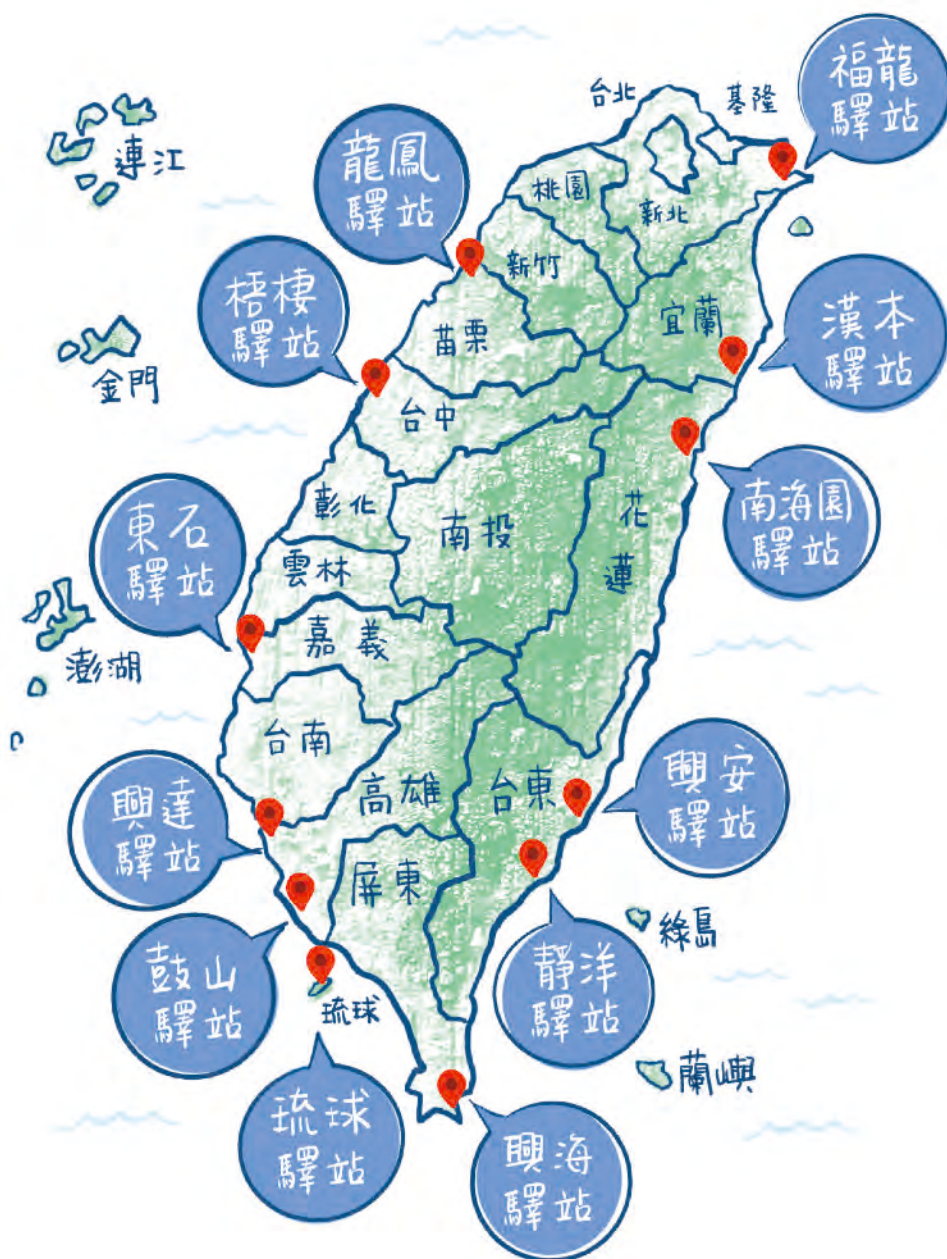 福龍
驛站
台北
基隆
連江
龍鳳
驛站
桃園
新北
新竹
梧棲
驛站
宜蘭
漢本
驛站
苗栗
金門
台中
東石
驛站
彰化
南投
花
蓮
南海園
驛站
雲林
嘉義
澎湖
台南
高雄
台東
興安
驛站
興達
驛站
屏東
綠島
鼓山
驛站
靜洋
驛站
琉球
蘭嶼
琉球
驛站
興海
驛站